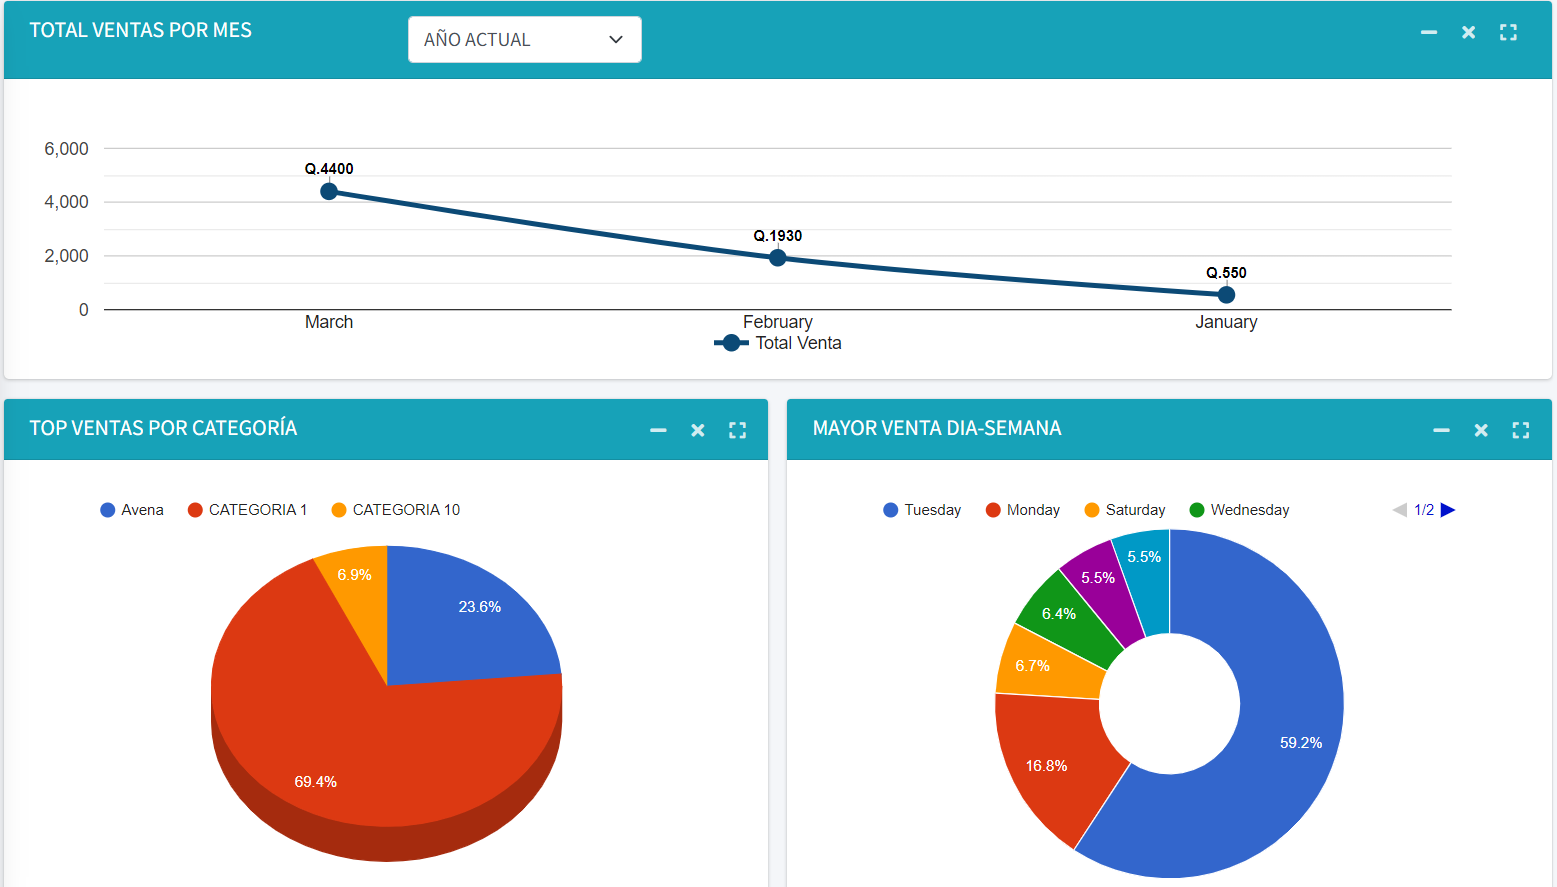 TOTAL VENTAS POR MES
AÑO ACTUAL
6,000
4,000
2,000
0
Q.4400
Q.1930
Q.550
March February January
Total Venta
TOP VENTAS POR CATEGORÍA
Avena CATEGORIA 1 CATEGORIA 10
6.9%
23.6%
69.4%
MAYOR VENTA DIA-SEMANA
Tuesday Monday Saturday Wednesday 1/2
5.5%
5.5%
6.4%
6.7%
59.2%
16.8%